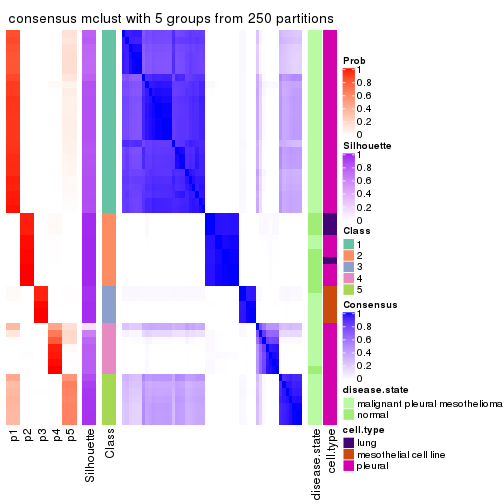 consensus mclust with 5 groups from 250 partitions
Prob
1
0.8
0.6
0.4
0.2
0
Silhouette
1
0.8
0.6
0.4
0.2
0
Class
1
2
3
4
5
Consensus
1
0.8
0.6
0.4
0.2
0
disease.state
malignant pleural mesothelioma
normal
cell.type
lung
mesothelial cell line
pleural
p1
p2
p3
p4
p5
Silhouette
Class
disease.state
cell.type